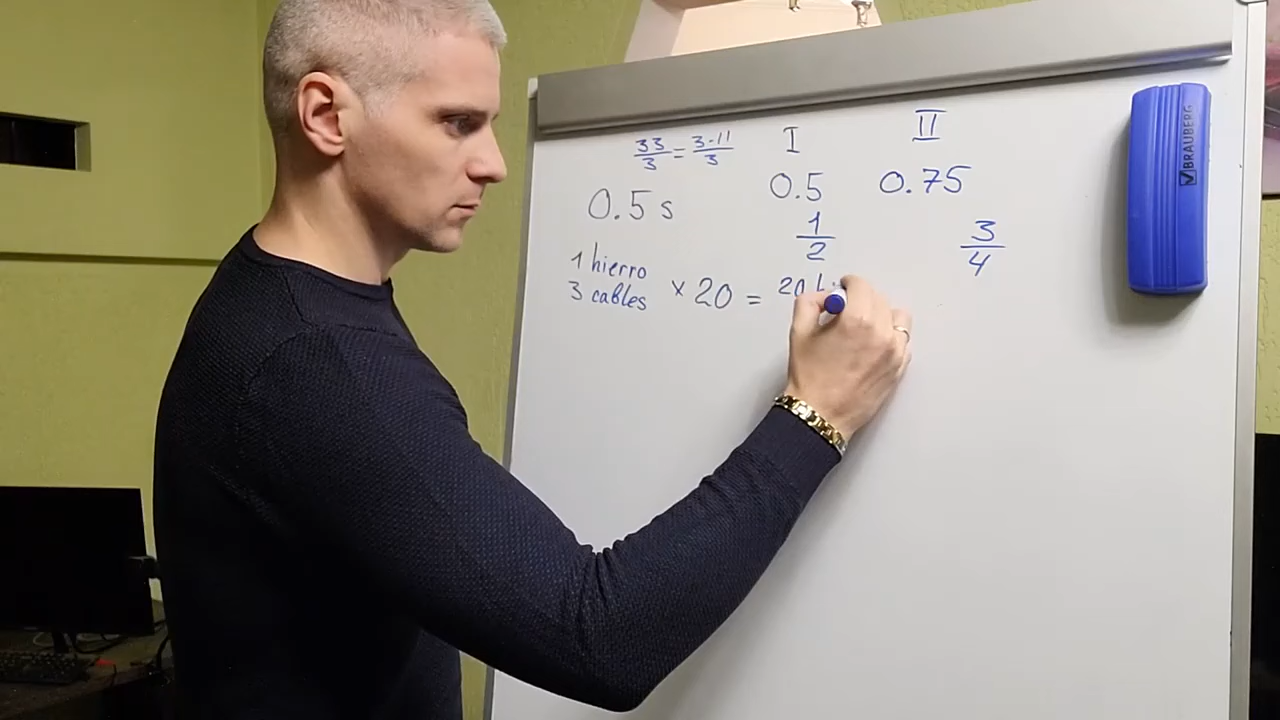 33/3 = 3·11/3
I II
0.5 s 0.5 0.75
1/2 3/4
1 hierro
3 cables × 20 = 20
BRAUBERG